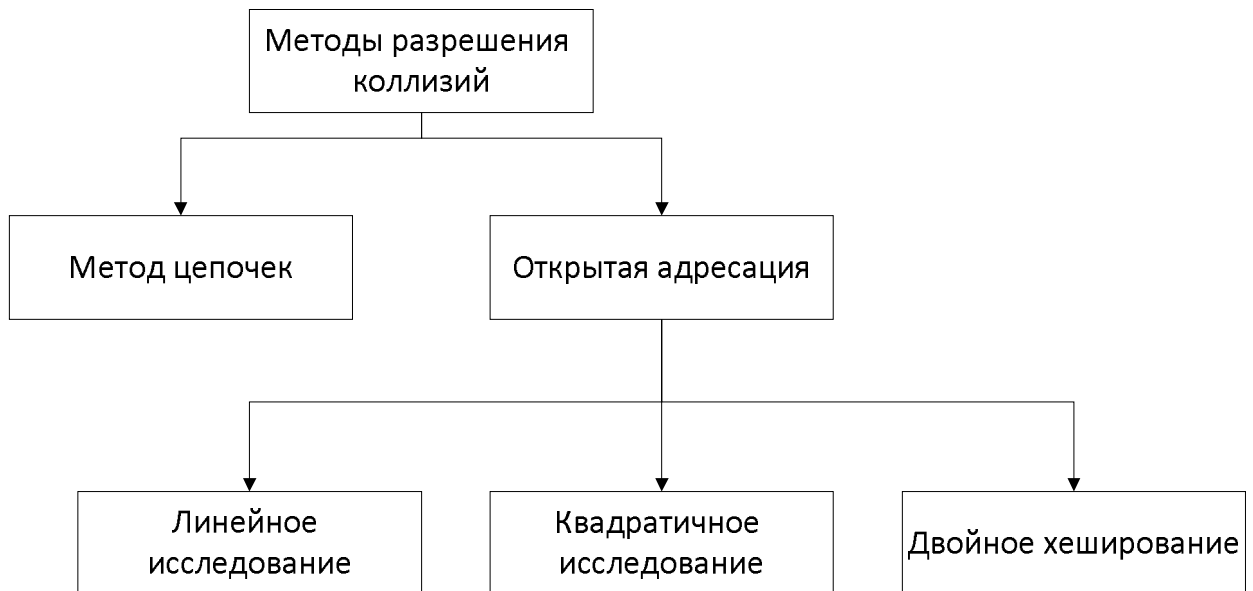 Методы разрешения
коллизий
Метод цепочек
Открытая адресация
Линейное
исследование
Квадратичное
исследование
Двойное хеширование